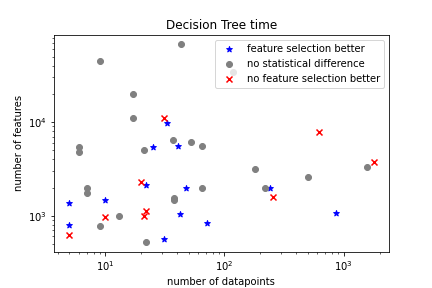 Decision Tree time
feature selection better
no statistical difference
no feature selection better
number of features
10⁴
10³
10¹
10²
10³
number of datapoints